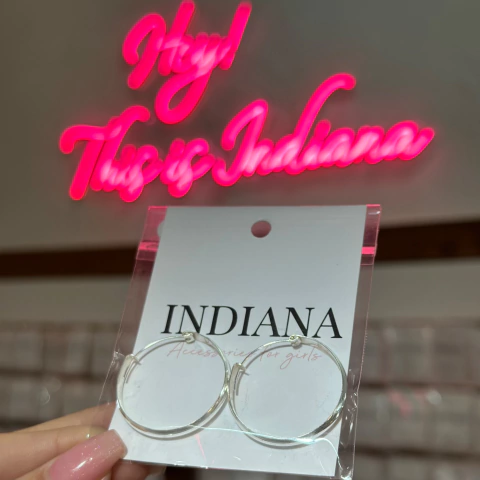 Hey!
This is Indiana
INDIANA
Accessories for girls